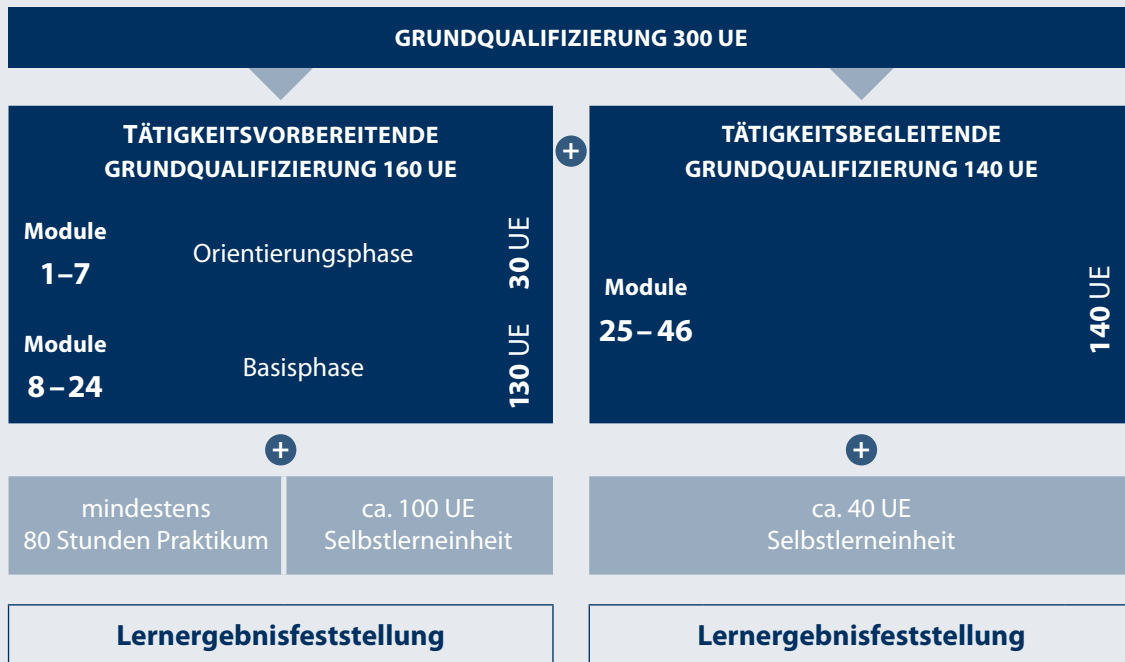 GRUNDQUALIFIZIERUNG 300 UE
TÄTIGKEITSVORBEREITENDE
GRUNDQUALIFIZIERUNG 160 UE
Module
1–7
Orientierungsphase
30 UE
Module
8–24
Basisphase
130 UE
+
TÄTIGKEITSBEGLEITENDE
GRUNDQUALIFIZIERUNG 140 UE
Module
25–46
140 UE
+
mindestens
80 Stunden Praktikum
ca. 100 UE
Selbstlerneinheit
+
ca. 40 UE
Selbstlerneinheit
Lernergebnisfeststellung
Lernergebnisfeststellung